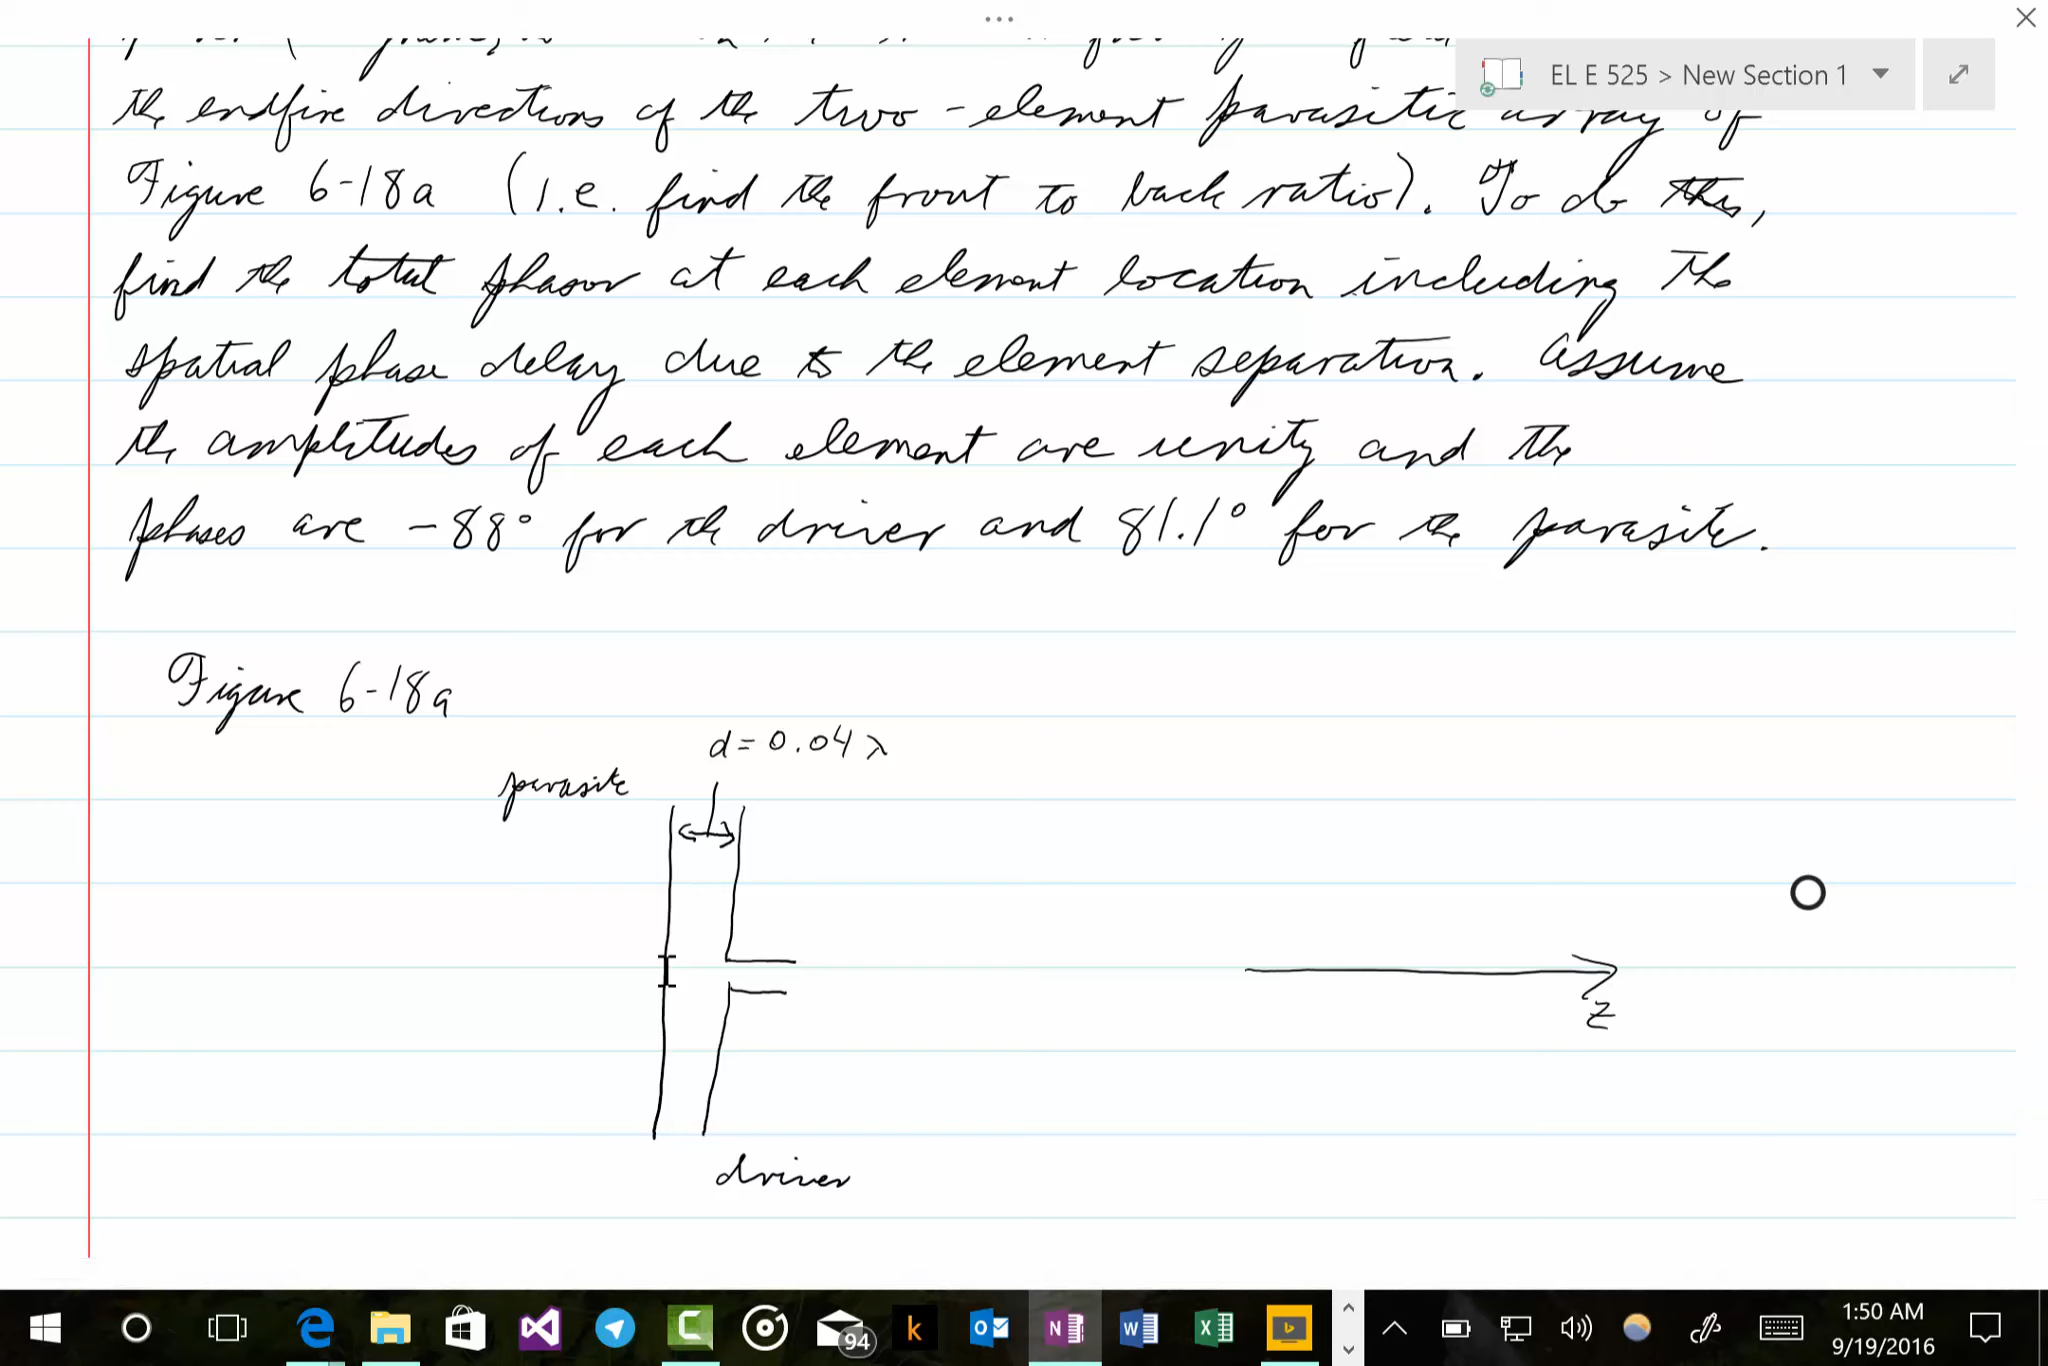 EL E 525 > New Section 1
the endfire directions of the two-element parasitic array of
Figure 6-18a (i.e. find the front to back ratio). To do this,
find the total phasor at each element location including the
spatial phase delay due to the element separation. Assume
the amplitudes of each element are unity and the
phases are -88° for the driver and 81.1° for the parasite.
Figure 6-18a
d = 0.04 λ
parasite
z
driver
94
1:50 AM
9/19/2016